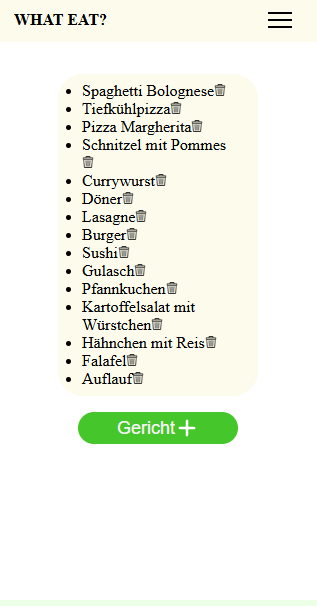 WHAT EAT?
Spaghetti Bolognese
Tiefkühlpizza
Pizza Margherita
Schnitzel mit Pommes
Currywurst
Döner
Lasagne
Burger
Sushi
Gulasch
Pfannkuchen
Kartoffelsalat mit
Würstchen
Hähnchen mit Reis
Falafel
Auflauf
Gericht